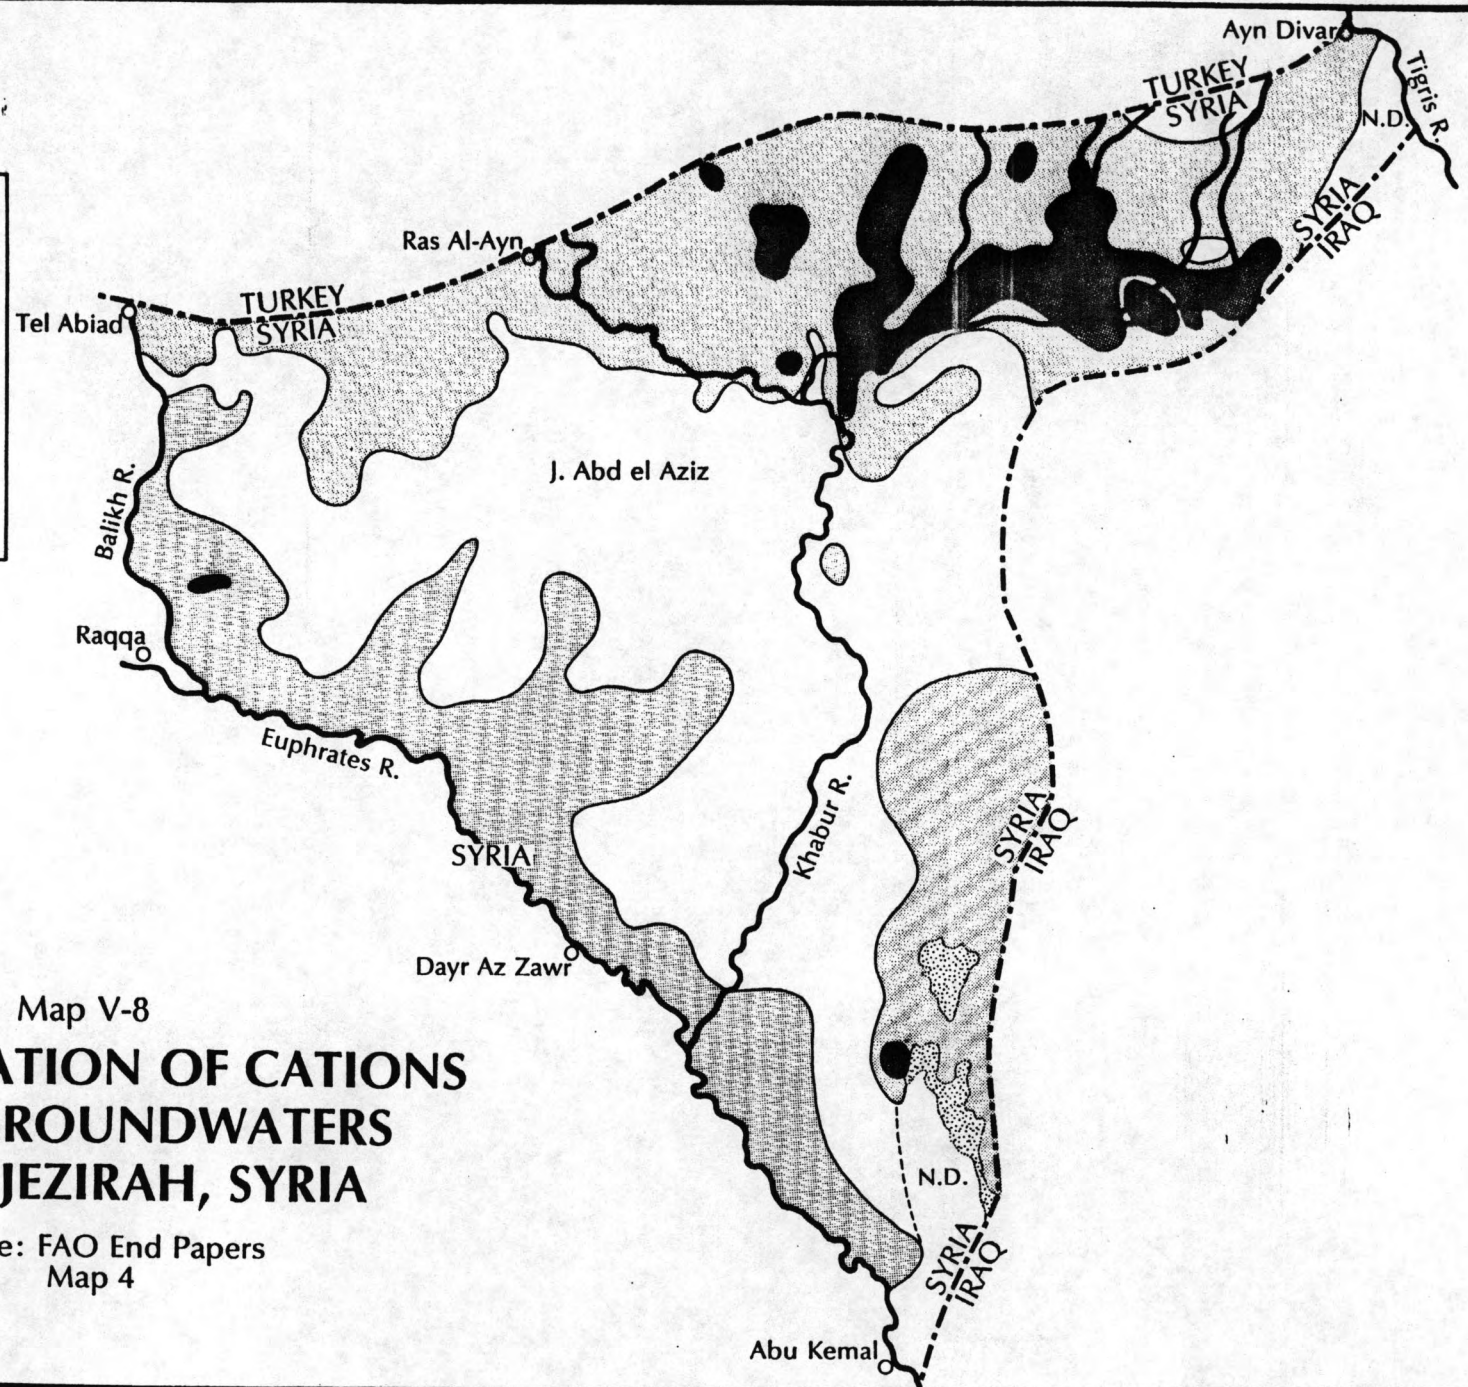 Ayn Divar
TURKEY
SYRIA
Tigris R.
N.D.
SYRIA
IRAQ
Ras Al-Ayn
TURKEY
SYRIA
Tel Abiad
J. Abd el Aziz
Balikh R.
Raqqa
Euphrates R.
Khabur R.
SYRIA
IRAQ
SYRIA
Dayr Az Zawr
Map V-8
ATION OF CATIONS
ROUNDWATERS
JEZIRAH, SYRIA
e: FAO End Papers
Map 4
N.D.
SYRIA
IRAQ
Abu Kemal